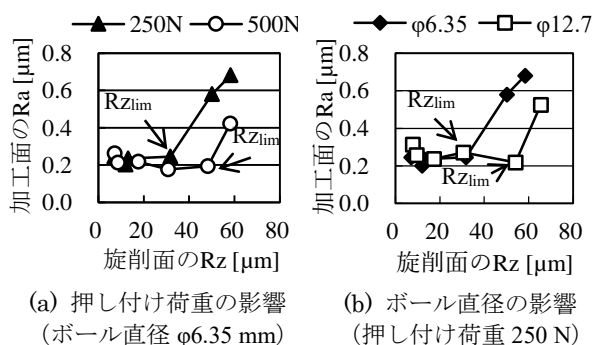 250N 500N
加工面のRa [μm]
0.8
0.6
0.4
0.2
0.0
Rzlim
Rzlim
0 20 40 60 80
旋削面のRz [μm]
(a) 押し付け荷重の影響
（ボール直径 φ6.35 mm）
φ6.35 φ12.7
加工面のRa [μm]
0.8
0.6
0.4
0.2
0.0
Rzlim
Rzlim
0 20 40 60 80
旋削面のRz [μm]
(b) ボール直径の影響
（押し付け荷重 250 N）